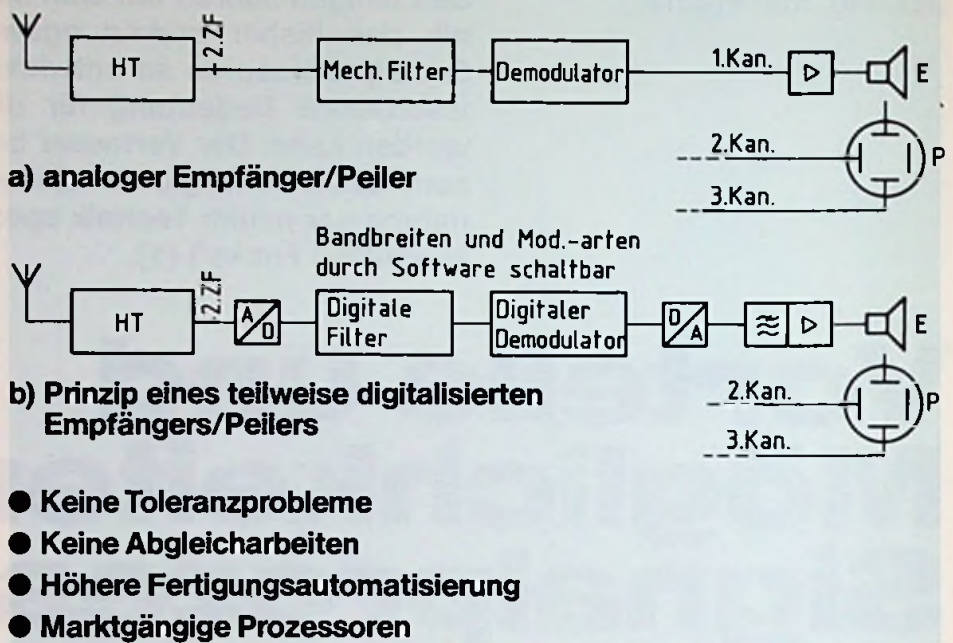 HT
2.ZF
Mech. Filter
Demodulator
1.Kan.
E
2.Kan.
P
3.Kan.
a) analoger Empfänger/Peiler
Bandbreiten und Mod.-arten
durch Software schaltbar
HT
2.ZF
A/D
Digitale
Filter
Digitaler
Demodulator
D/A
E
2.Kan.
P
3.Kan.
b) Prinzip eines teilweise digitalisierten
Empfängers/Peilers
● Keine Toleranzprobleme
● Keine Abgleicharbeiten
● Höhere Fertigungsautomatisierung
● Marktgängige Prozessoren